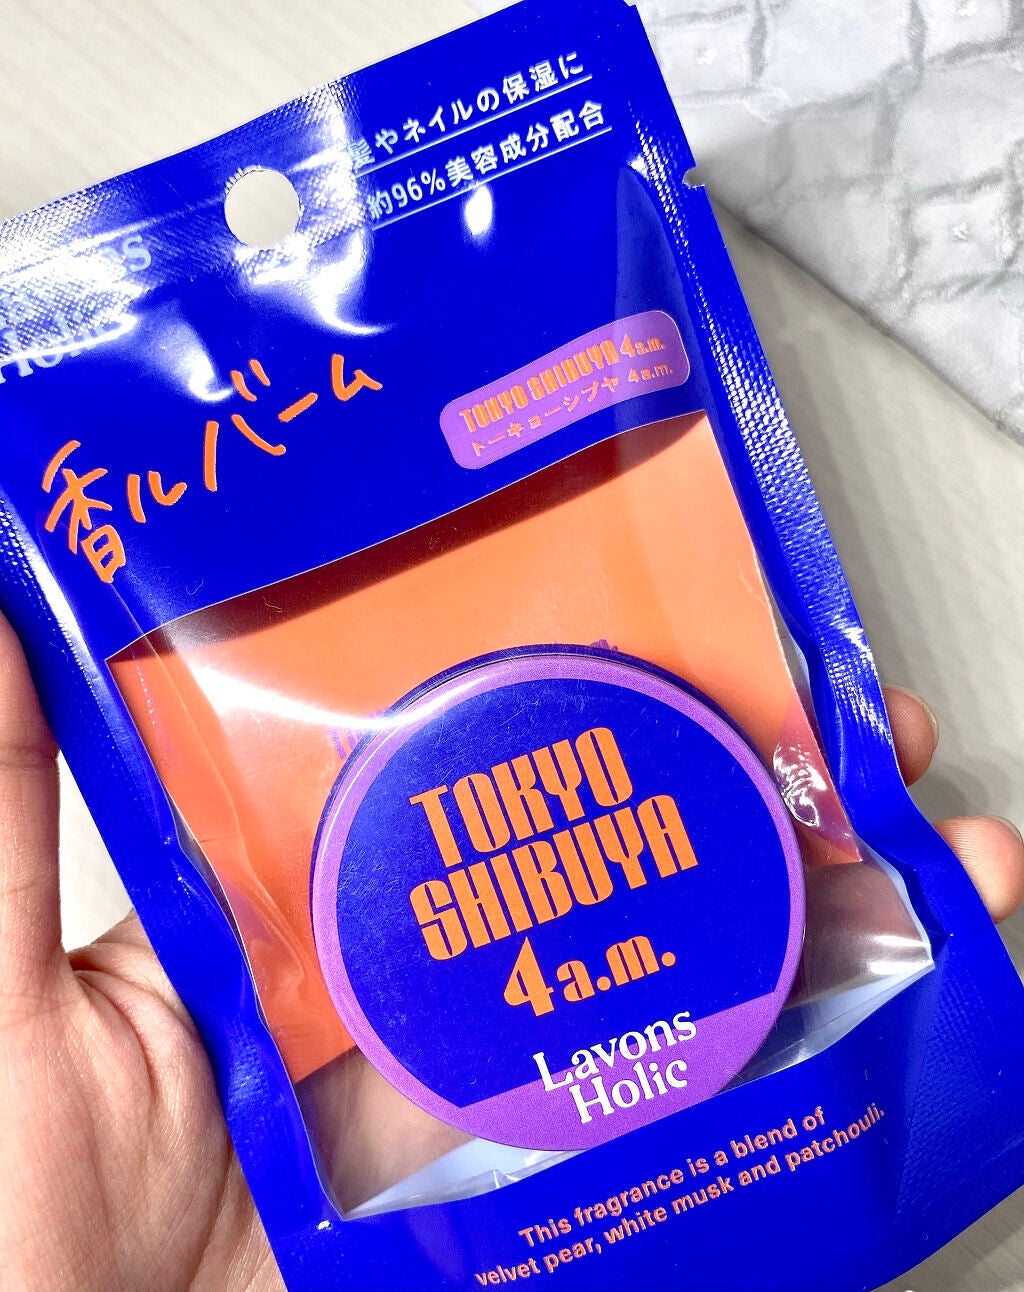 髪やネイルの保湿に
約96%美容成分配合
Holic
香ルバーム
TOKYO SHIBUYA 4a.m.
トーキョーシブヤ 4a.m.
TOKYO
SHIBUYA
4a.m.
Lavons
Holic
This fragrance is a blend of
velvet pear, white musk and patchouli.